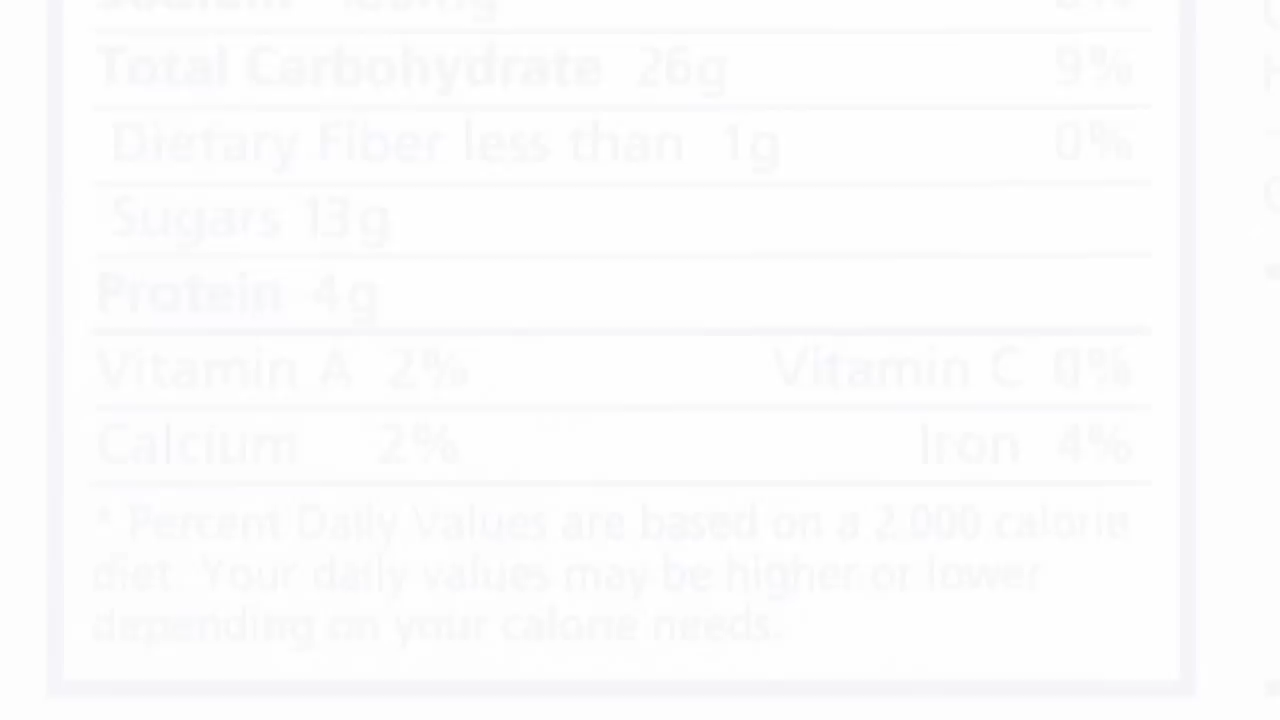 Total Carbohydrate 26g 9%
Dietary Fiber less than 1g 0%
Sugars 13g
Protein 4g
Vitamin A 2% Vitamin C 0%
Calcium 2% Iron 4%
* Percent Daily Values are based on a 2,000 calorie
diet. Your daily values may be higher or lower
depending on your calorie needs.